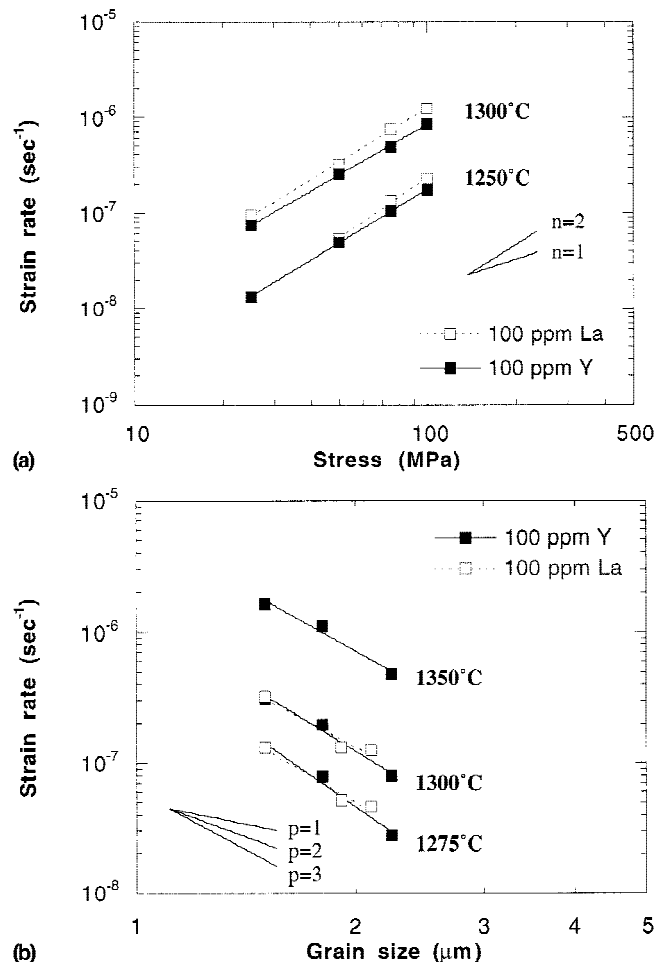 10⁻⁵
10⁻⁶
10⁻⁷
10⁻⁸
10⁻⁹
Strain rate (sec⁻¹)
1300°C
1250°C
n=2
n=1
100 ppm La
100 ppm Y
10
100
500
(a)
Stress (MPa)
10⁻⁵
10⁻⁶
10⁻⁷
10⁻⁸
Strain rate (sec⁻¹)
100 ppm Y
100 ppm La
1350°C
1300°C
1275°C
p=1
p=2
p=3
1
2
3
4
5
(b)
Grain size (μm)